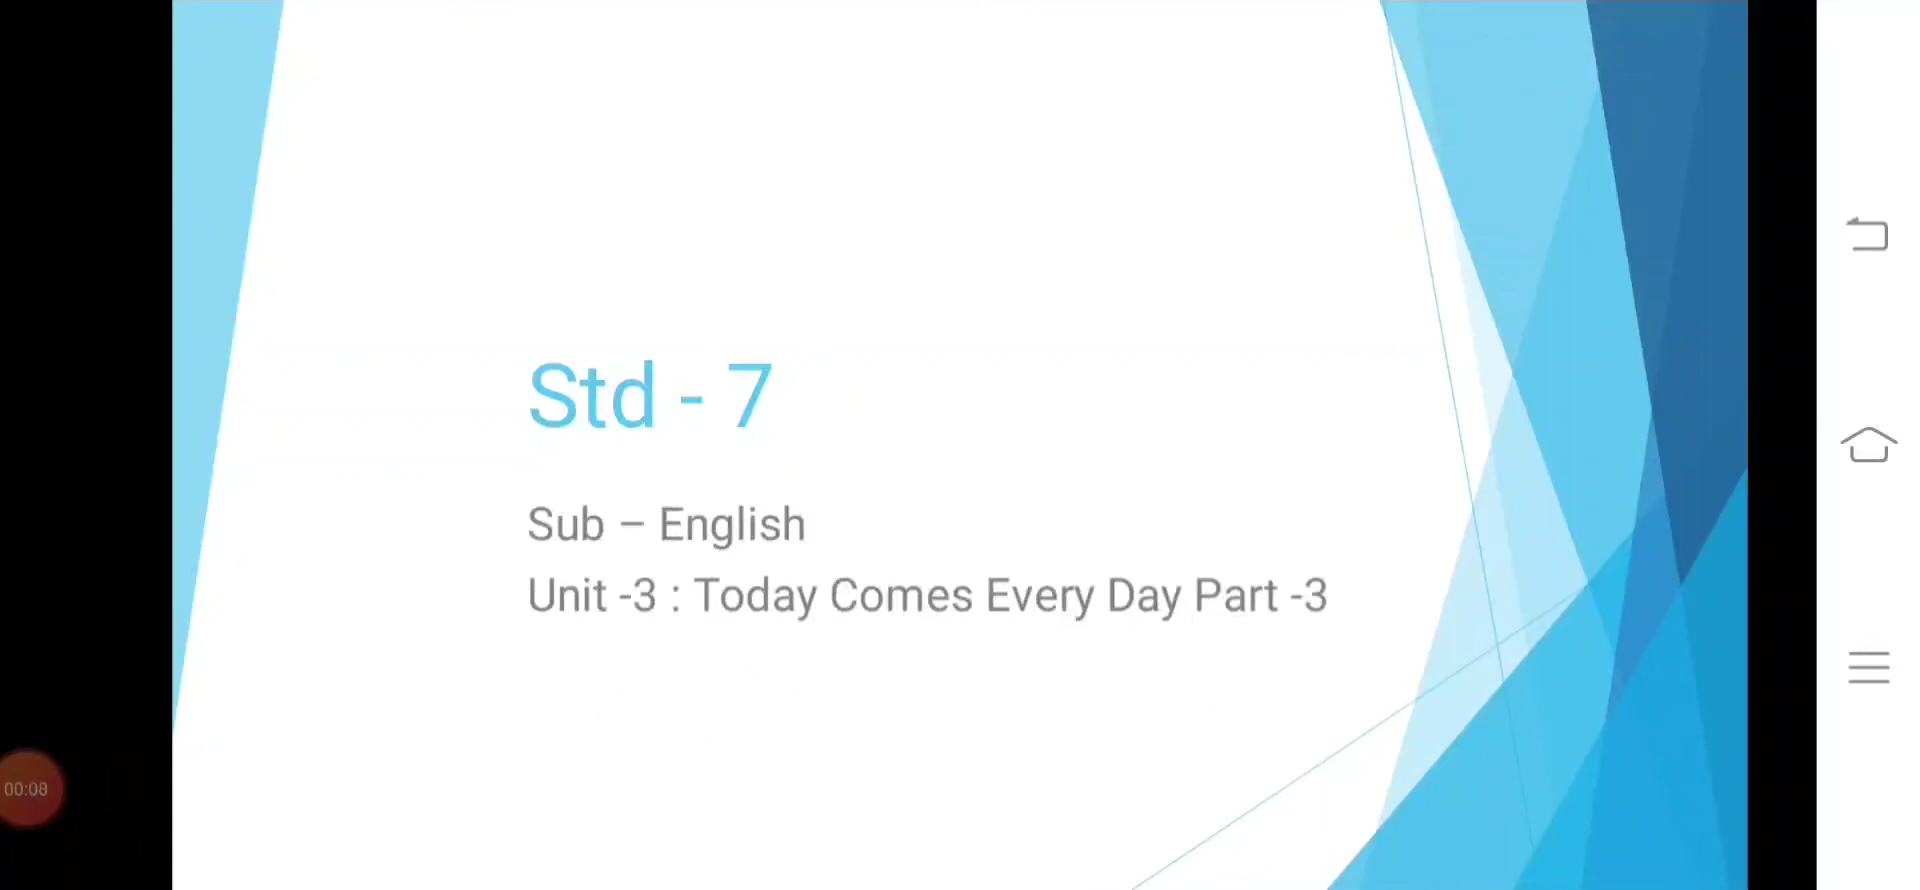 Std - 7
Sub – English
Unit -3 : Today Comes Every Day Part -3
00:08